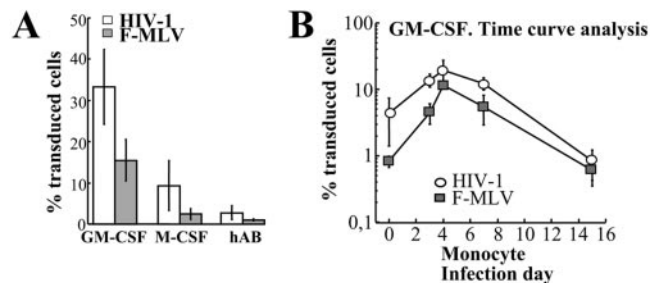 A
HIV-1
F-MLV
% transduced cells
50
40
30
20
10
0
GM-CSF M-CSF hAB
B
GM-CSF. Time curve analysis
% transduced cells
100
10
1
0,1
HIV-1
F-MLV
0 2 4 6 8 10 12 14 16
Monocyte
Infection day